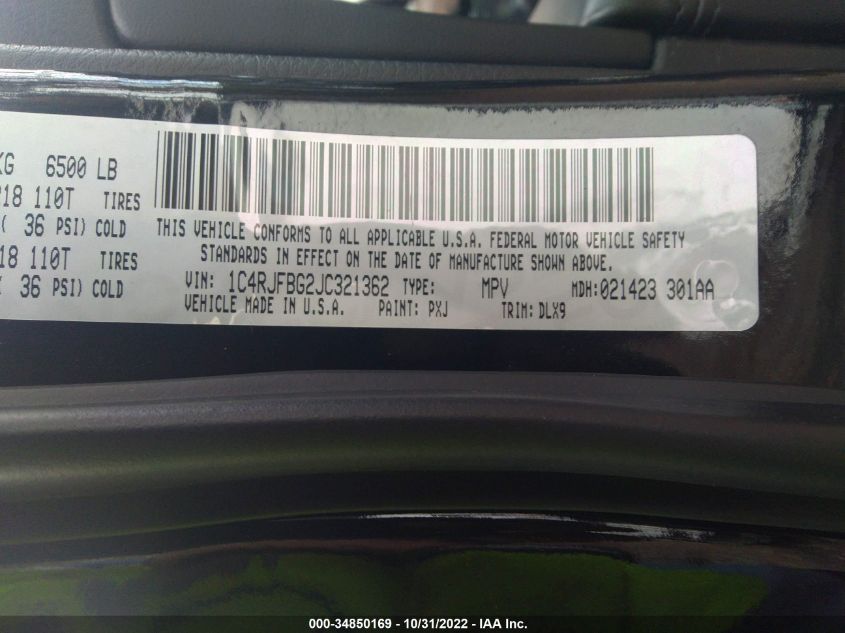 KG 6500 LB
R18 110T TIRES
( 36 PSI) COLD
18 110T TIRES
( 36 PSI) COLD
THIS VEHICLE CONFORMS TO ALL APPLICABLE U.S.A. FEDERAL MOTOR VEHICLE SAFETY
STANDARDS IN EFFECT ON THE DATE OF MANUFACTURE SHOWN ABOVE.
VIN: 1C4RJFBG2JC321362 TYPE: MPV MDH:021423 301AA
VEHICLE MADE IN U.S.A. PAINT: PXJ TRIM: DLX9
000-34850169 - 10/31/2022 - IAA Inc.